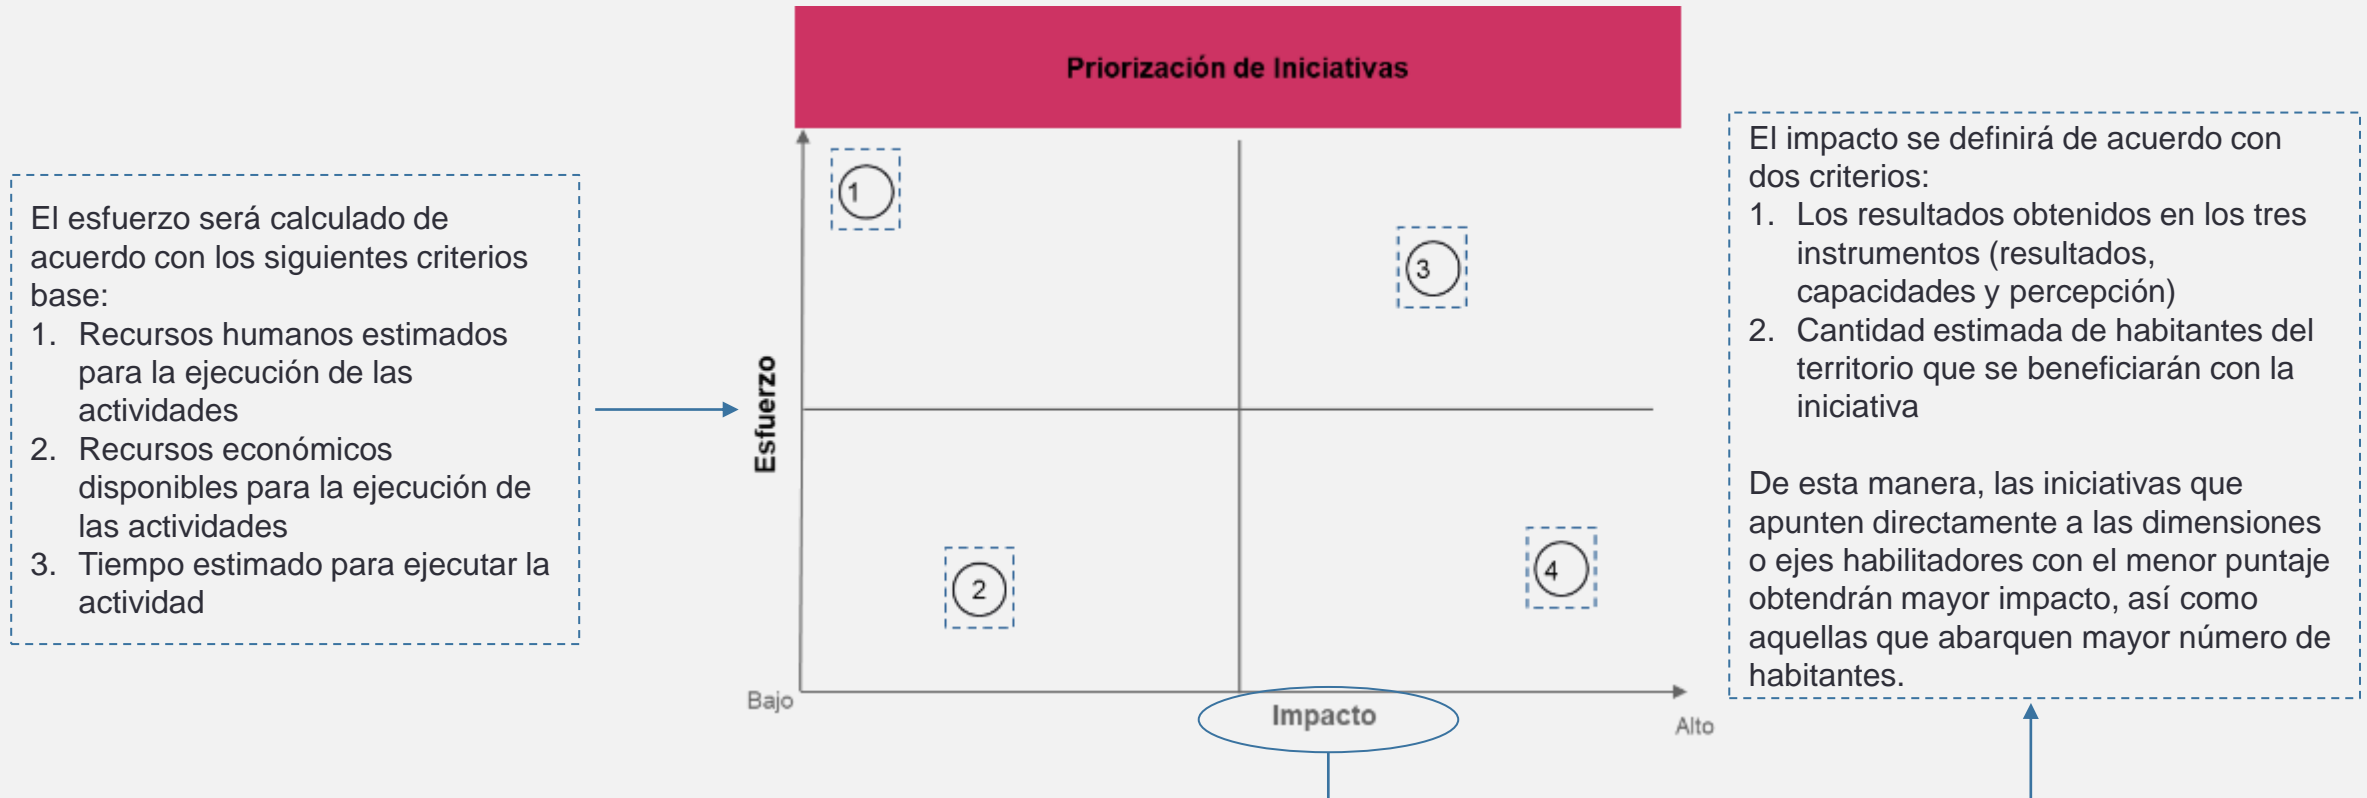 Priorización de Iniciativas
El esfuerzo será calculado de
acuerdo con los siguientes criterios
base:
1. Recursos humanos estimados
para la ejecución de las
actividades
2. Recursos económicos
disponibles para la ejecución de
las actividades
3. Tiempo estimado para ejecutar la
actividad
Esfuerzo
1
3
2
4
Bajo
Impacto
Alto
El impacto se definirá de acuerdo con
dos criterios:
1. Los resultados obtenidos en los tres
instrumentos (resultados,
capacidades y percepción)
2. Cantidad estimada de habitantes del
territorio que se beneficiarán con la
iniciativa
De esta manera, las iniciativas que
apunten directamente a las dimensiones
o ejes habilitadores con el menor puntaje
obtendrán mayor impacto, así como
aquellas que abarquen mayor número de
habitantes.